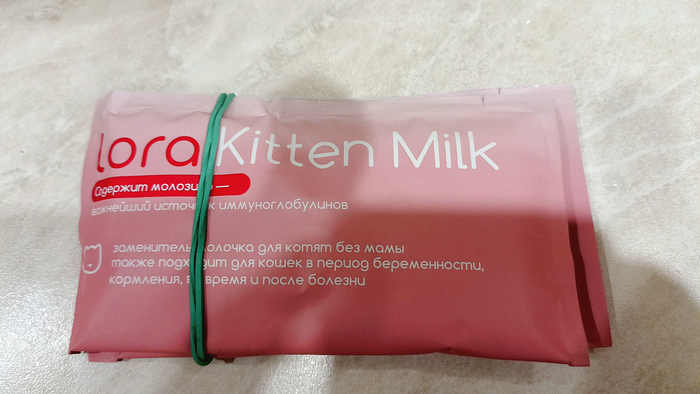 lora Kitten Milk
Содержит молозиво —
важнейший источник иммуноглобулинов
заменитель молочка для котят без мамы
также подходит для кошек в период беременности,
кормления, во время и после болезни